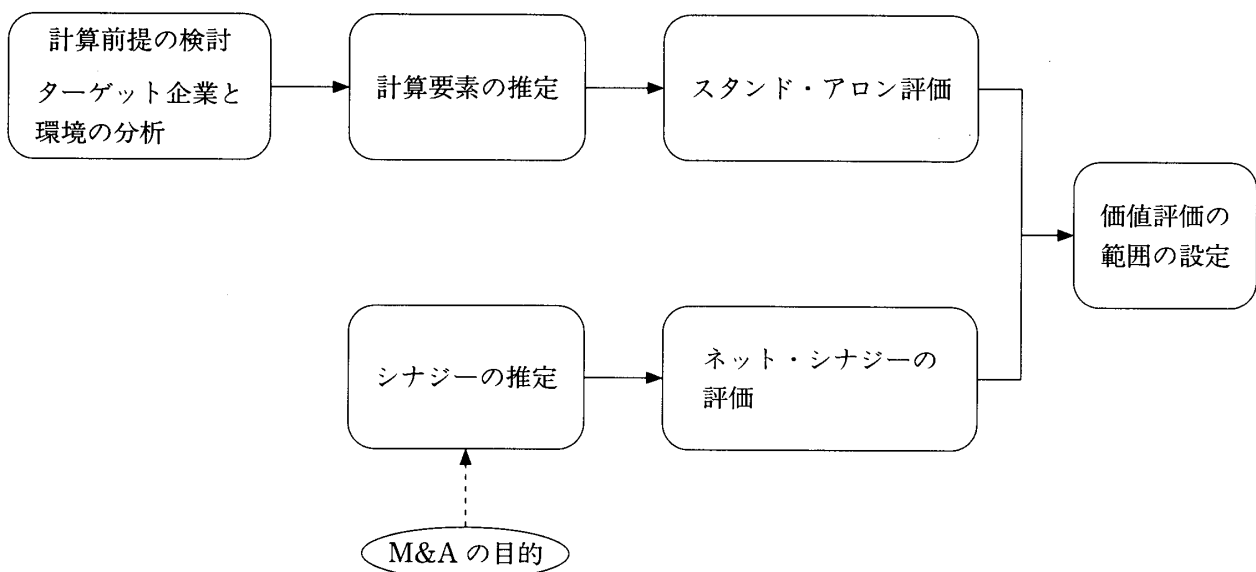 計算前提の検討
ターゲット企業と
環境の分析
計算要素の推定
スタンド・アロン評価
価値評価の
範囲の設定
シナジーの推定
ネット・シナジーの
評価
M&Aの目的